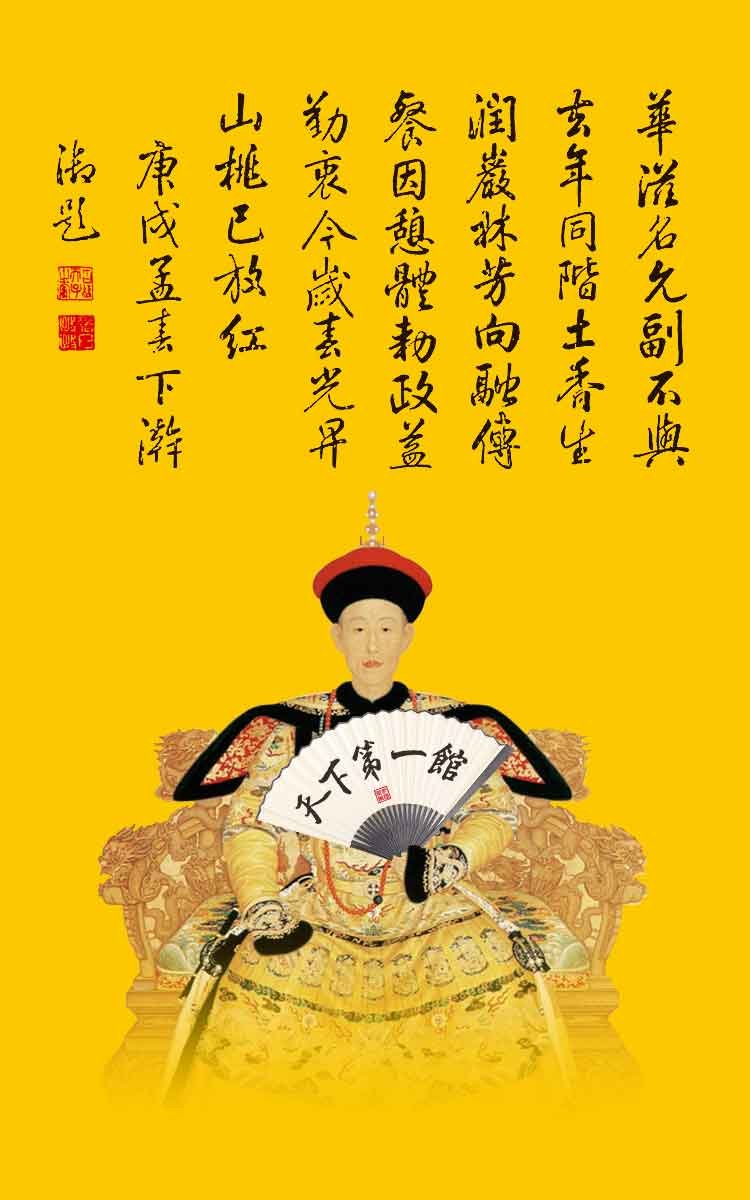 華滋名允副不與
去年同階土香生
潤巖林芳向融傳
餐因憩體勅政益
勤衷今歲春光早
山桃已放紅
庚戌孟春下澣
御題
天下第一館